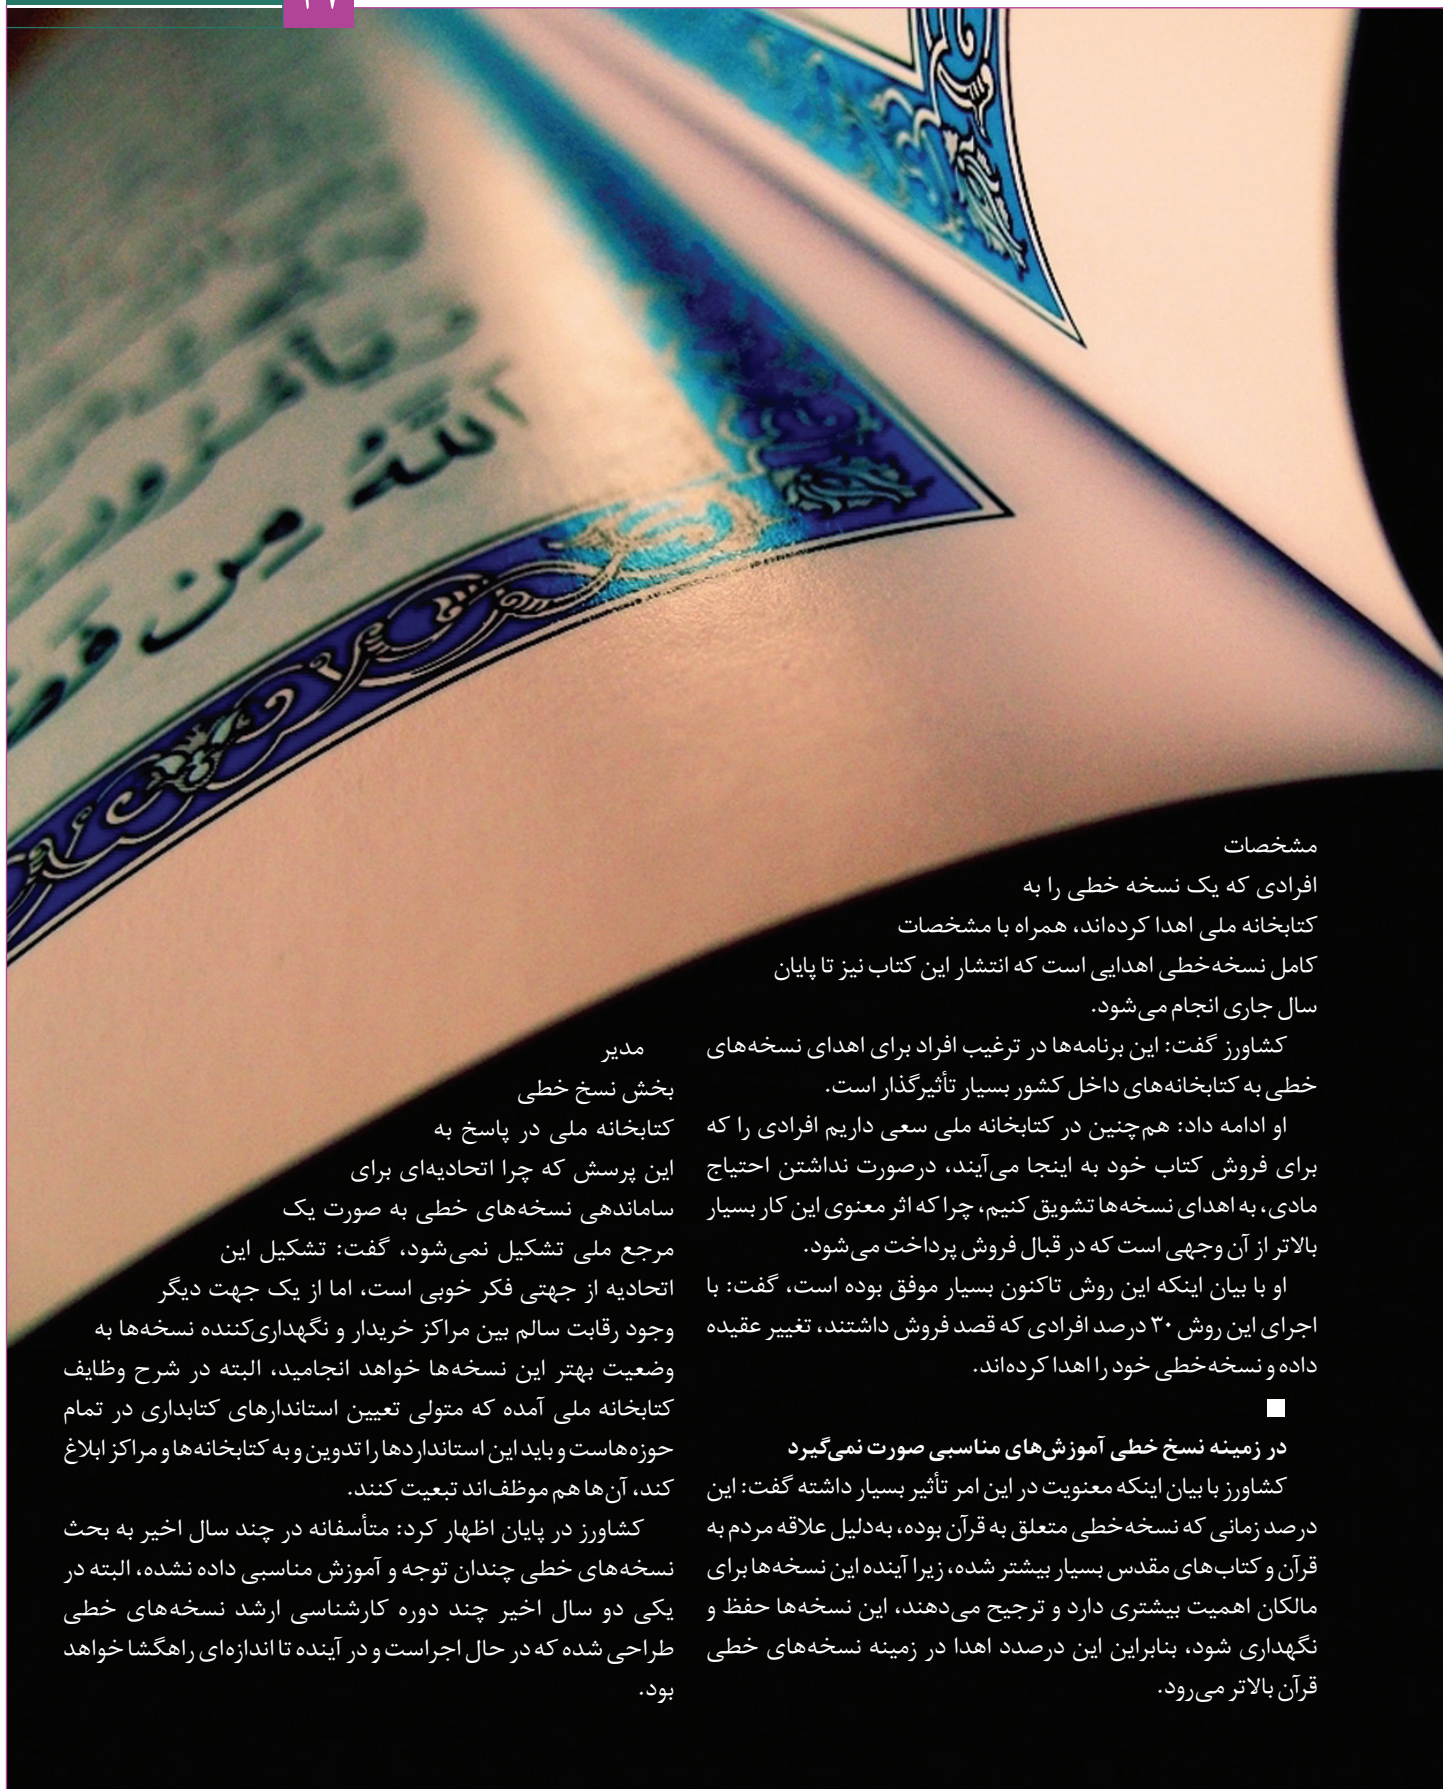 مشخصات
افرادی که یک نسخه خطی را به
کتابخانه ملی اهدا کرده‌اند، همراه با مشخصات
کامل نسخه‌خطی اهدایی است که انتشار این کتاب نیز تا پایان
سال جاری انجام می‌شود.
کشاورز گفت: این برنامه‌ها در ترغیب افراد برای اهدای نسخه‌های
خطی به کتابخانه‌های داخل کشور بسیار تأثیرگذار است.
او ادامه داد: هم‌چنین در کتابخانه ملی سعی داریم افرادی را که
برای فروش کتاب خود به اینجا می‌آیند، درصورت نداشتن احتیاج
مادی، به اهدای نسخه‌ها تشویق کنیم، چرا که اثر معنوی این کار بسیار
بالاتر از آن وجهی است که در قبال فروش پرداخت می‌شود.
او با بیان اینکه این روش تاکنون بسیار موفق بوده است، گفت: با
اجرای این روش ۳۰ درصد افرادی که قصد فروش داشتند، تغییر عقیده
داده و نسخه‌خطی خود را اهدا کرده‌اند.
در زمینه نسخ خطی آموزش‌های مناسبی صورت نمی‌گیرد
کشاورز با بیان اینکه معنویت در این امر تأثیر بسیار داشته گفت: این
درصد زمانی که نسخه‌خطی متعلق به قرآن بوده، به‌دلیل علاقه مردم به
قرآن و کتاب‌های مقدس بسیار بیشتر شده، زیرا آینده این نسخه‌ها برای
مالکان اهمیت بیشتری دارد و ترجیح می‌دهند، این نسخه‌ها حفظ و
نگهداری شود، بنابراین این درصدد اهدا در زمینه نسخه‌های خطی
قرآن بالاتر می‌رود.
مدیر
بخش نسخ خطی
کتابخانه ملی در پاسخ به
این پرسش که چرا اتحادیه‌ای برای
ساماندهی نسخه‌های خطی به صورت یک
مرجع ملی تشکیل نمی‌شود، گفت: تشکیل این
اتحادیه از جهتی فکر خوبی است، اما از یک جهت دیگر
وجود رقابت سالم بین مراکز خریدار و نگهداری‌کننده نسخه‌ها به
وضعیت بهتر این نسخه‌ها خواهد انجامید، البته در شرح وظایف
کتابخانه ملی آمده که متولی تعیین استاندارهای کتابداری در تمام
حوزه‌هاست و باید این استانداردها را تدوین و به کتابخانه‌ها و مراکز ابلاغ
کند، آن‌ها هم موظف‌اند تبعیت کنند.
کشاورز در پایان اظهار کرد: متأسفانه در چند سال اخیر به بحث
نسخه‌های خطی چندان توجه و آموزش مناسبی داده نشده، البته در
یکی دو سال اخیر چند دوره کارشناسی ارشد نسخه‌های خطی
طراحی شده که در حال اجراست و در آینده تا اندازه‌ای راهگشا خواهد
بود.
یأمرون
ٱللَّهُ
مِن